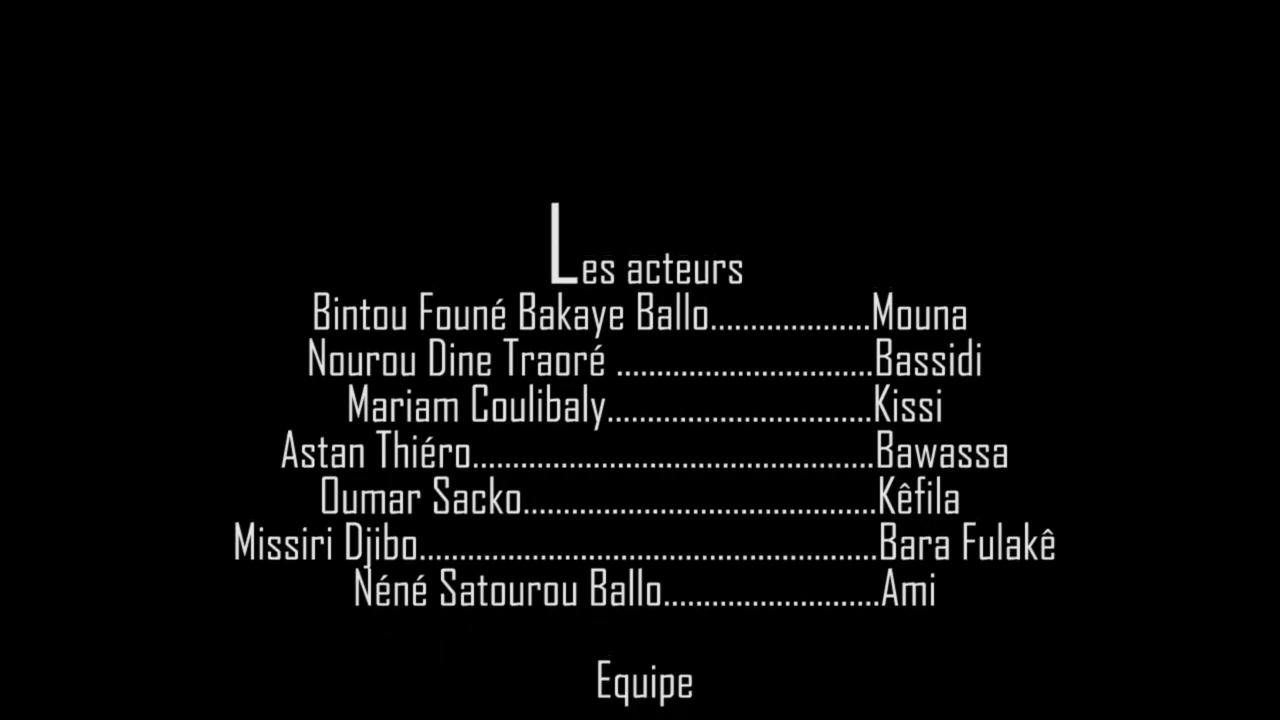 Les acteurs
Bintou Founé Bakaye Ballo....................Mouna
Nourou Dine Traoré ................................Bassidi
Mariam Coulibaly.................................Kissi
Astan Thiéro..................................................Bawassa
Oumar Sacko............................................Kêfila
Missiri Djibo.........................................................Bara Fulakê
Néné Satourou Ballo...........................Ami
Equipe